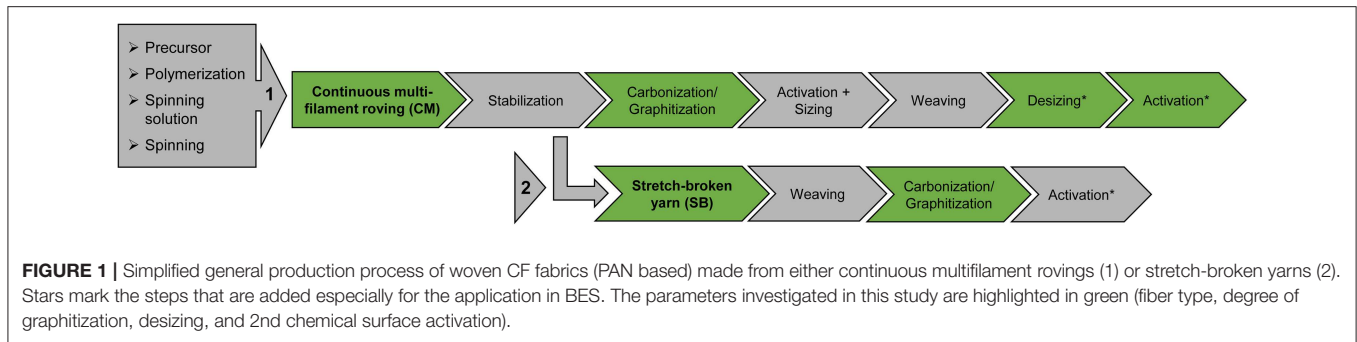 ➢ Precursor
➢ Polymerization
➢ Spinning
solution
➢ Spinning
1
Continuous multi-
filament roving (CM)
Stabilization
Carbonization/
Graphitization
Activation +
Sizing
Weaving
Desizing*
Activation*
2
Stretch-broken
yarn (SB)
Weaving
Carbonization/
Graphitization
Activation*
FIGURE 1 | Simplified general production process of woven CF fabrics (PAN based) made from either continuous multifilament rovings (1) or stretch-broken yarns (2).
Stars mark the steps that are added especially for the application in BES. The parameters investigated in this study are highlighted in green (fiber type, degree of
graphitization, desizing, and 2nd chemical surface activation).